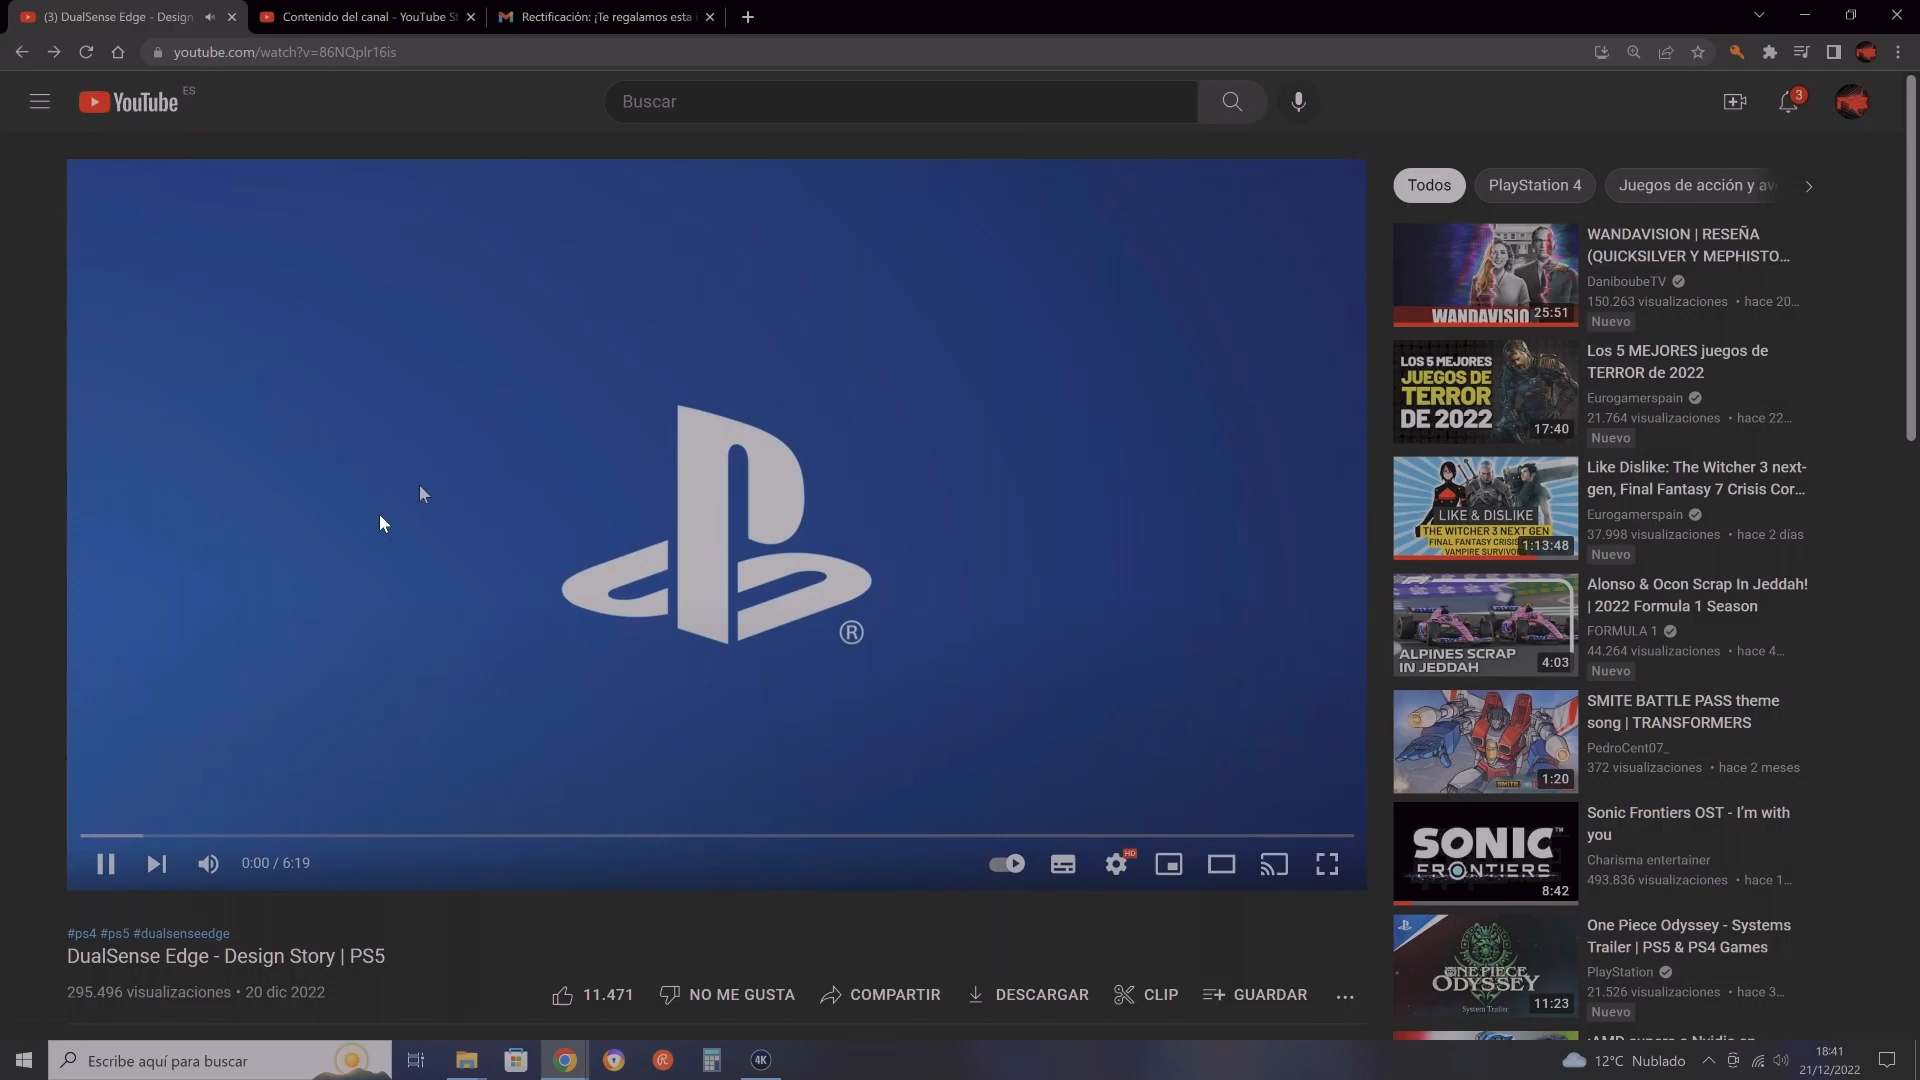 (3) DualSense Edge - Design
Contenido del canal - YouTube St
Rectificación: ¡Te regalamos esta
youtube.com/watch?v=86NQplr16is
YouTube ES
Buscar
3
Todos
PlayStation 4
Juegos de acción y av
WANDAVISION | RESEÑA
(QUICKSILVER Y MEPHISTO...
DaniboubeTV
150.263 visualizaciones • hace 20...
Nuevo
WANDAVISIO
25:51
Los 5 MEJORES juegos de
TERROR de 2022
Eurogamerspain
21.764 visualizaciones • hace 22...
Nuevo
LOS 5 MEJORES
JUEGOS DE
TERROR
DE 2022
17:40
Like Dislike: The Witcher 3 next-
gen, Final Fantasy 7 Crisis Cor...
Eurogamerspain
37.998 visualizaciones • hace 2 días
Nuevo
LIKE & DISLIKE
THE WITCHER 3 NEXT GEN
FINAL FANTASY CRISIS
VAMPIRE SURVIVO
1:13:48
Alonso & Ocon Scrap In Jeddah!
| 2022 Formula 1 Season
FORMULA 1
44.264 visualizaciones • hace 4...
Nuevo
ALPINES SCRAP
IN JEDDAH
4:03
SMITE BATTLE PASS theme
song | TRANSFORMERS
PedroCent07_
372 visualizaciones • hace 2 meses
SMITE
1:20
Sonic Frontiers OST - I'm with
you
Charisma entertainer
493.836 visualizaciones • hace 1...
SONIC™
FRONTIERS
8:42
One Piece Odyssey - Systems
Trailer | PS5 & PS4 Games
PlayStation
21.526 visualizaciones • hace 3...
Nuevo
ONE PIECE
ODYSSEY
System Trailer
11:23
®
0:00 / 6:19
HD
#ps4 #ps5 #dualsenseedge
DualSense Edge - Design Story | PS5
295.496 visualizaciones • 20 dic 2022
11.471
NO ME GUSTA
COMPARTIR
DESCARGAR
CLIP
GUARDAR
Escribe aquí para buscar
4K
12°C Nublado
18:41
21/12/2022